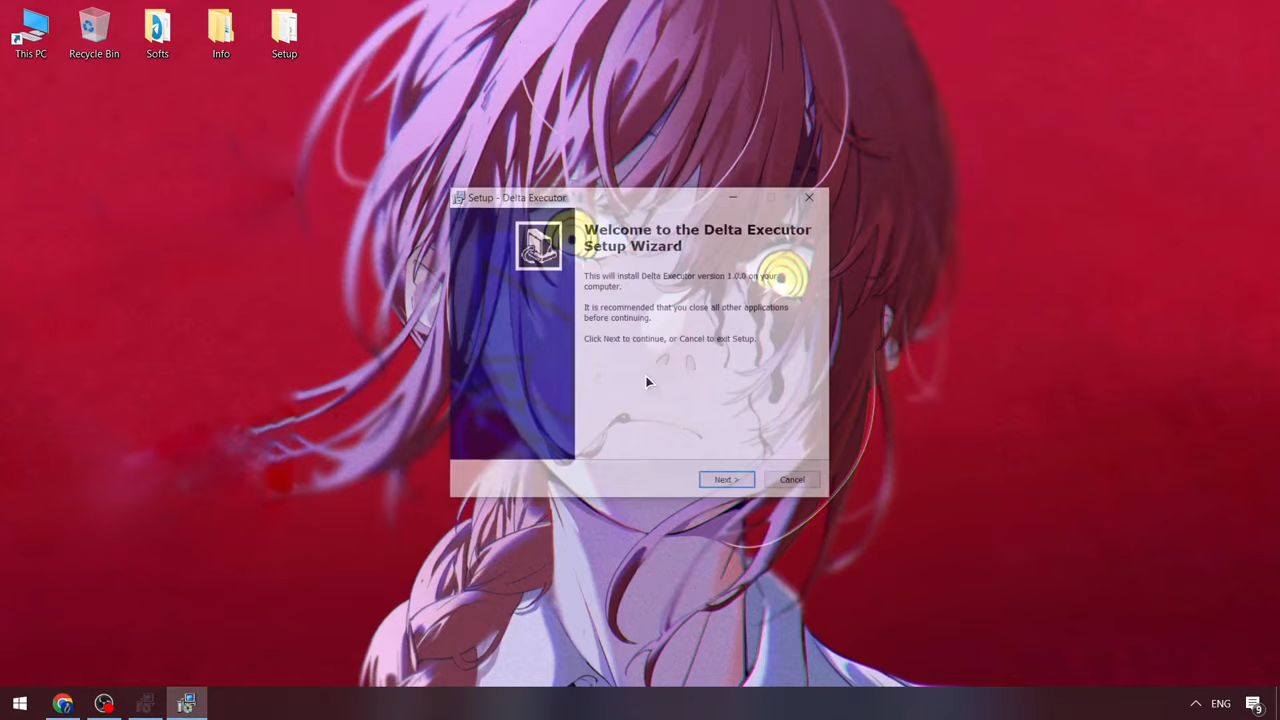 This PC
Recycle Bin
Softs
Info
Setup
Setup - Delta Executor
Welcome to the Delta Executor
Setup Wizard
This will install Delta Executor version 1.0.0 on your
computer.
It is recommended that you close all other applications
before continuing.
Click Next to continue, or Cancel to exit Setup.
Next >
Cancel
ENG
9